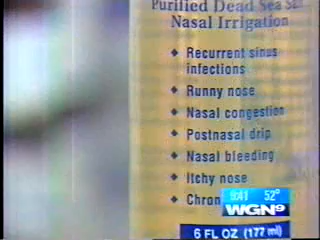 Purified Dead Sea Salt
Nasal Irrigation
Recurrent sinus
infections
Runny nose
Nasal congestion
Postnasal drip
Nasal bleeding
Itchy nose
Chron
9:41 52°
WGN9
6 FL OZ (177 ml)